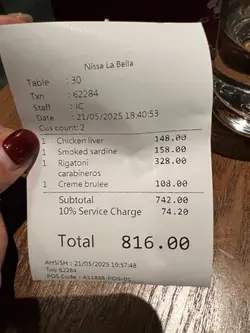 Nissa La Bella
Table : 30
Txn : 62284
Staff : IC
Date : 21/05/2025 18:40:53
Cus count: 2
1 Chicken liver 148.00
1 Smoked sardine 158.00
1 Rigatoni 328.00
carabineros
1 Creme brulee 108.00
Subtotal 742.00
10% Service Charge 74.20
Total 816.00
21/05/2025 19:57:48
Txn: 62284
POS Code :